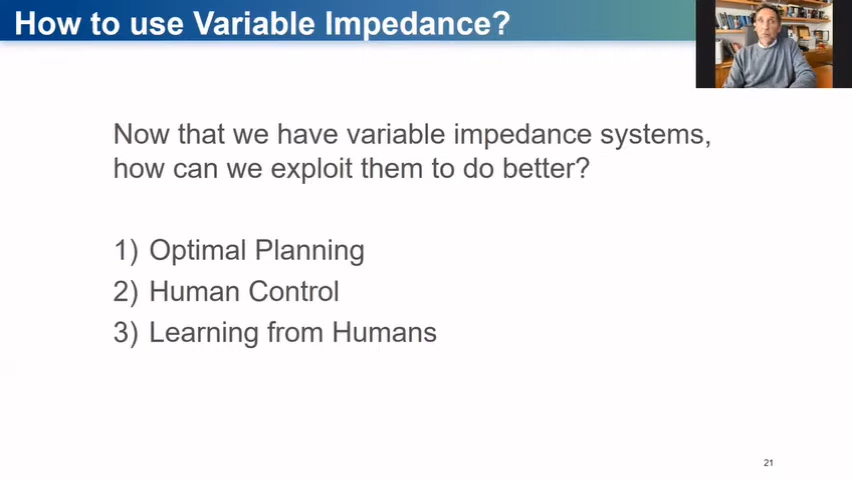 How to use Variable Impedance?
Now that we have variable impedance systems,
how can we exploit them to do better?
1) Optimal Planning
2) Human Control
3) Learning from Humans
21